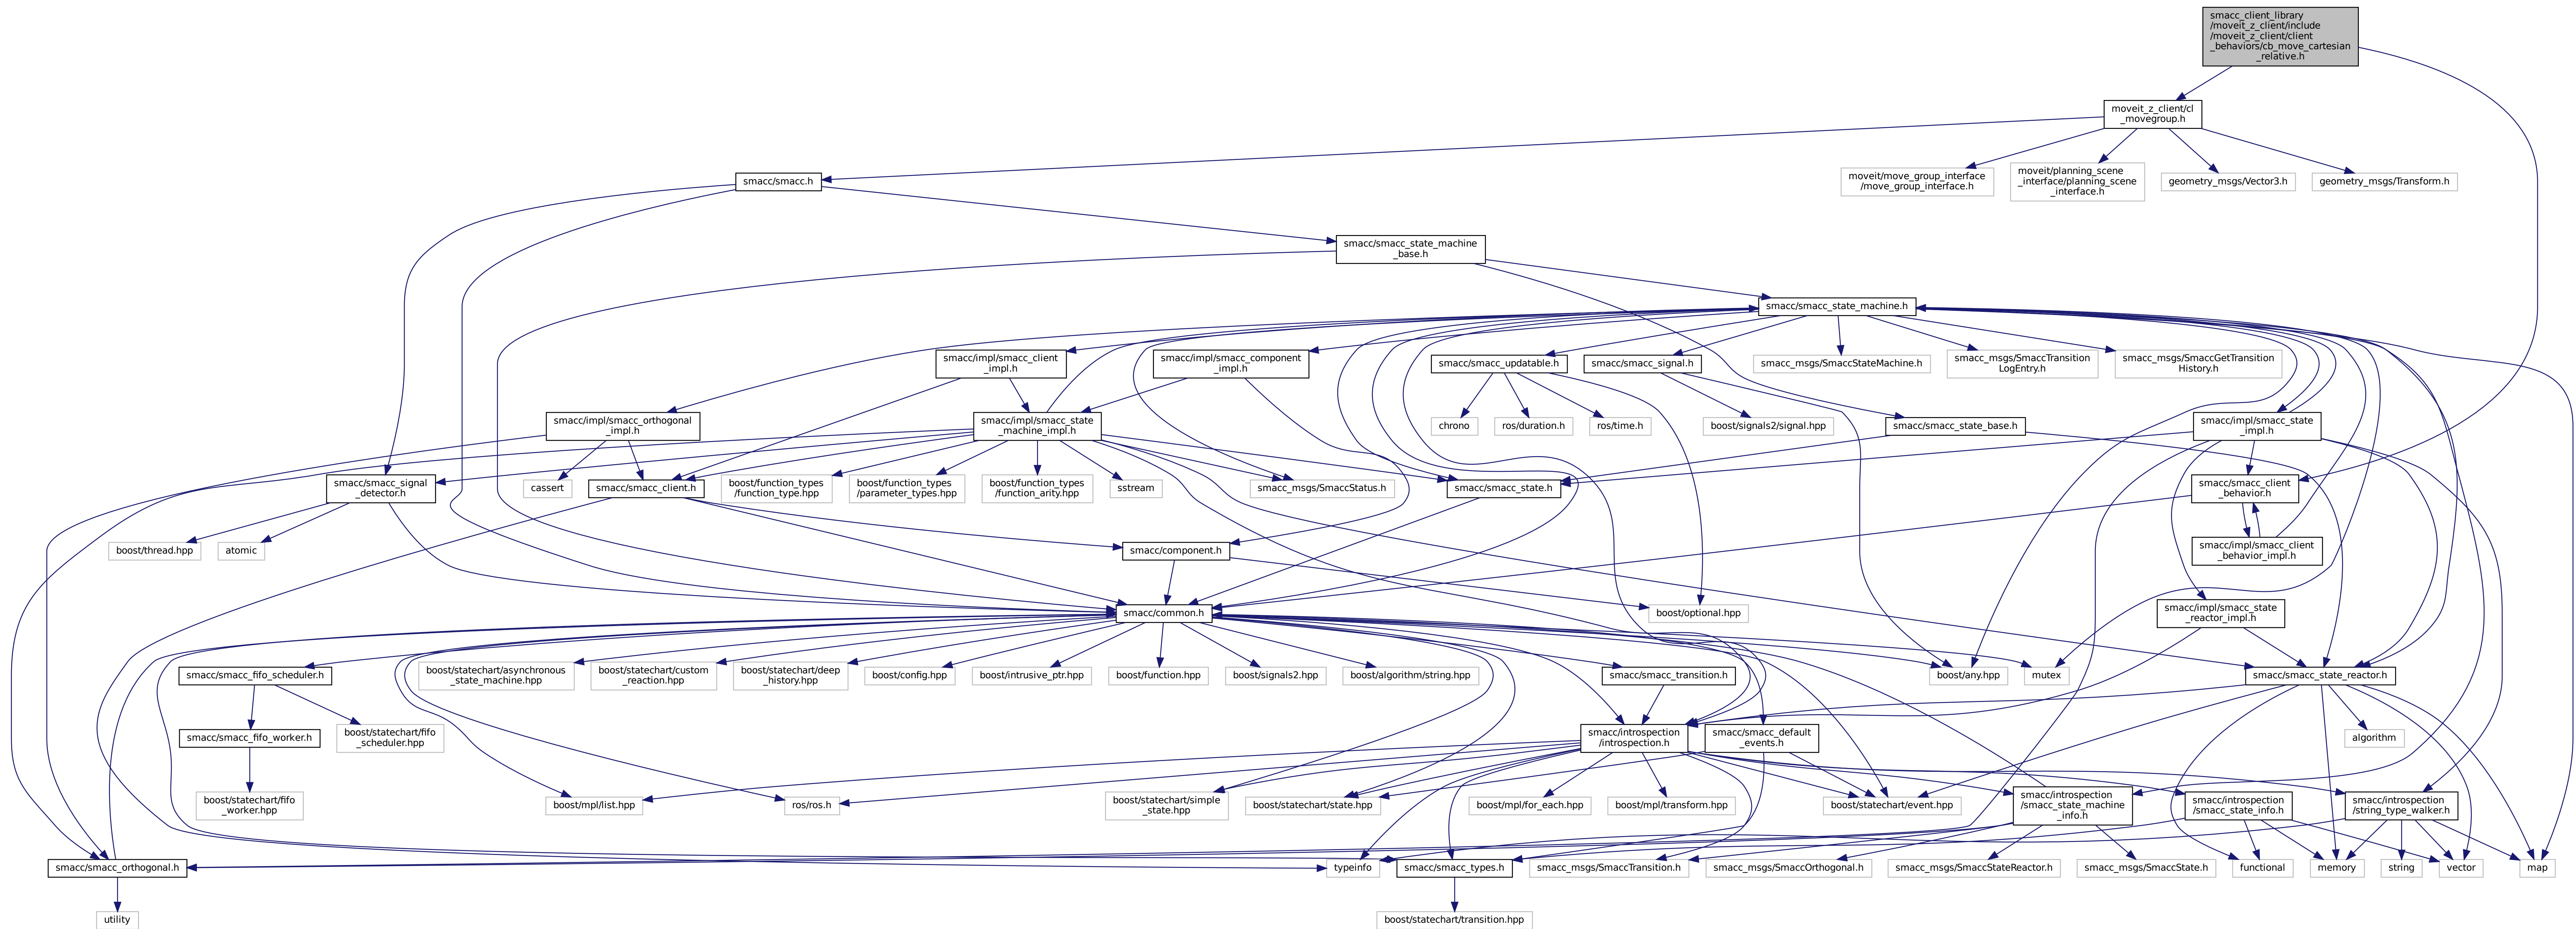 smacc_client_library
/moveit_z_client/include
/moveit_z_client/client
_behaviors/cb_move_cartesian
_relative.h
moveit_z_client/cl
_movegroup.h
smacc/smacc.h
moveit/move_group_interface
/move_group_interface.h
moveit/planning_scene
_interface/planning_scene
_interface.h
geometry_msgs/Vector3.h
geometry_msgs/Transform.h
smacc/smacc_state_machine
_base.h
smacc/smacc_state_machine.h
smacc/impl/smacc_client
_impl.h
smacc/impl/smacc_component
_impl.h
smacc/smacc_updatable.h
smacc/smacc_signal.h
smacc_msgs/SmaccStateMachine.h
smacc_msgs/SmaccTransition
LogEntry.h
smacc_msgs/SmaccGetTransition
History.h
smacc/impl/smacc_orthogonal
_impl.h
smacc/impl/smacc_state
_machine_impl.h
chrono
ros/duration.h
ros/time.h
boost/signals2/signal.hpp
smacc/smacc_state_base.h
smacc/impl/smacc_state
_impl.h
smacc/smacc_signal
_detector.h
cassert
smacc/smacc_client.h
boost/function_types
/function_type.hpp
boost/function_types
/parameter_types.hpp
boost/function_types
/function_arity.hpp
sstream
smacc_msgs/SmaccStatus.h
smacc/smacc_state.h
smacc/smacc_client
_behavior.h
boost/thread.hpp
atomic
smacc/component.h
smacc/impl/smacc_client
_behavior_impl.h
smacc/common.h
boost/optional.hpp
smacc/impl/smacc_state
_reactor_impl.h
smacc/smacc_fifo_scheduler.h
boost/statechart/asynchronous
_state_machine.hpp
boost/statechart/custom
_reaction.hpp
boost/statechart/deep
_history.hpp
boost/config.hpp
boost/intrusive_ptr.hpp
boost/function.hpp
boost/signals2.hpp
boost/algorithm/string.hpp
smacc/smacc_transition.h
boost/any.hpp
mutex
smacc/smacc_state_reactor.h
smacc/smacc_fifo_worker.h
boost/statechart/fifo
_scheduler.hpp
smacc/introspection
/introspection.h
smacc/smacc_default
_events.h
algorithm
boost/statechart/fifo
_worker.hpp
boost/mpl/list.hpp
ros/ros.h
boost/statechart/simple
_state.hpp
boost/statechart/state.hpp
boost/mpl/for_each.hpp
boost/mpl/transform.hpp
boost/statechart/event.hpp
smacc/introspection
/smacc_state_machine
_info.h
smacc/introspection
/smacc_state_info.h
smacc/introspection
/string_type_walker.h
smacc/smacc_orthogonal.h
typeinfo
smacc/smacc_types.h
smacc_msgs/SmaccTransition.h
smacc_msgs/SmaccOrthogonal.h
smacc_msgs/SmaccStateReactor.h
smacc_msgs/SmaccState.h
functional
memory
string
vector
map
utility
boost/statechart/transition.hpp